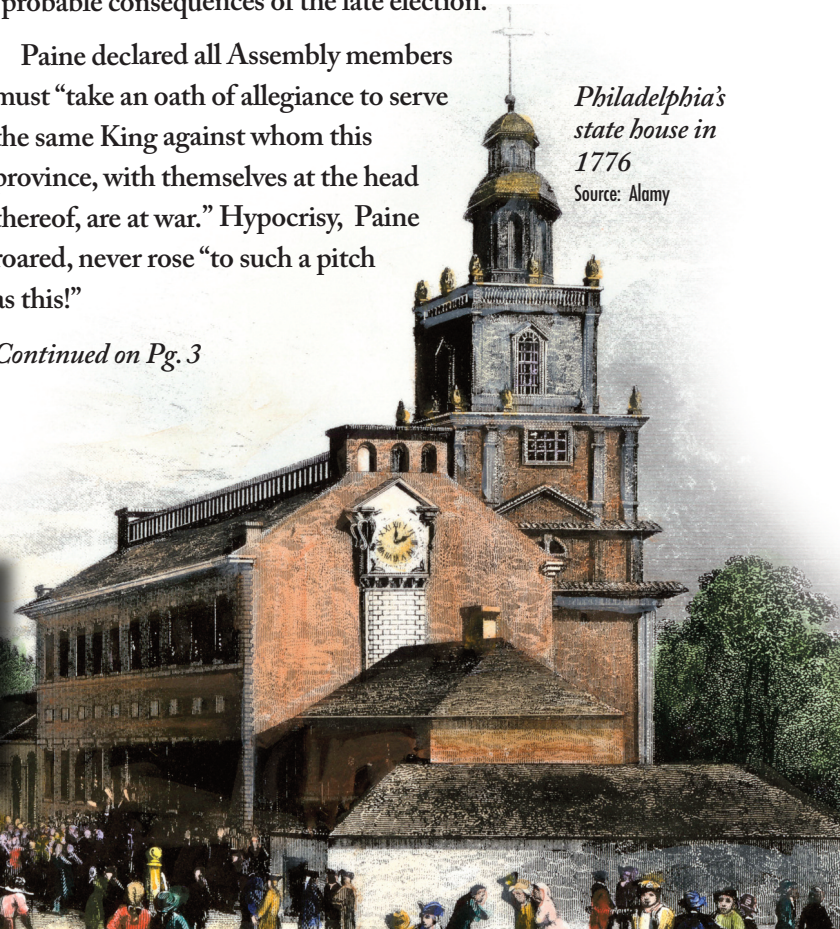 probable consequences of the late election.
Paine declared all Assembly members
must “take an oath of allegiance to serve
the same King against whom this
province, with themselves at the head
thereof, are at war.” Hypocrisy, Paine
roared, never rose “to such a pitch
as this!”
Continued on Pg. 3
Philadelphia’s
state house in
1776
Source: Alamy